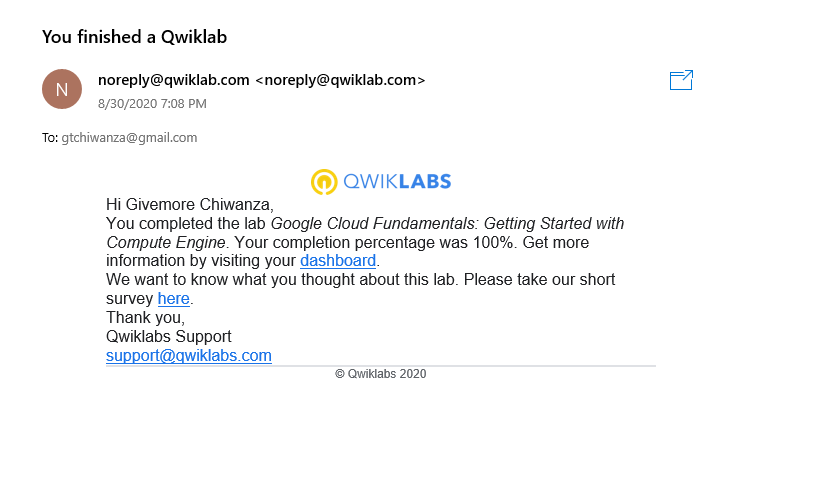 You finished a Qwiklab
N
noreply@qwiklab.com <noreply@qwiklab.com>
8/30/2020 7:08 PM
To: gtchiwanza@gmail.com
QWIKLABS
Hi Givemore Chiwanza,
You completed the lab Google Cloud Fundamentals: Getting Started with
Compute Engine. Your completion percentage was 100%. Get more
information by visiting your dashboard.
We want to know what you thought about this lab. Please take our short
survey here.
Thank you,
Qwiklabs Support
support@qwiklabs.com
© Qwiklabs 2020